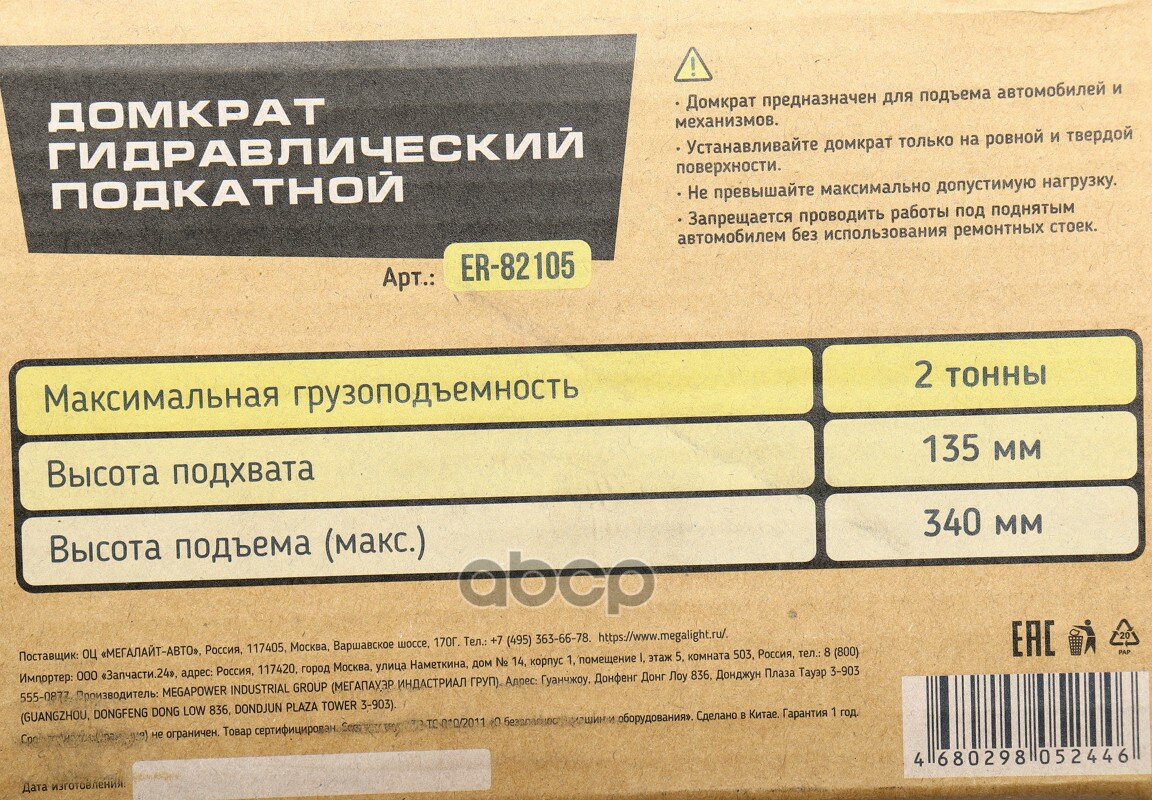 ДОМКРАТ
ГИДРАВЛИЧЕСКИЙ
ПОДКАТНОЙ
Арт.: ER-82105
· Домкрат предназначен для подъема автомобилей и
механизмов.
· Устанавливайте домкрат только на ровной и твердой
поверхности.
· Не превышайте максимально допустимую нагрузку.
· Запрещается проводить работы под поднятым
автомобилем без использования ремонтных стоек.
Максимальная грузоподъемность 2 тонны
Высота подхвата 135 мм
Высота подъема (макс.) 340 мм
abcp
Поставщик: ОЦ «МЕГАЛАЙТ-АВТО», Россия, 117405, Москва, Варшавское шоссе, 170Г. Тел.: +7 (495) 363-66-78. https://www.megalight.ru/.
Импортер: ООО «Запчасти.24», адрес: Россия, 117420, город Москва, улица Наметкина, дом № 14, корпус 1, помещение I, этаж 5, комната 503, Россия, тел.: 8 (800)
555-0877. Производитель: MEGAPOWER INDUSTRIAL GROUP (МЕГАПАУЭР ИНДАСТРИАЛ ГРУП). Адрес: Гуанчжоу, Донфенг Донг Лоу 836, Донджун Плаза Тауэр 3-903
(GUANGZHOU, DONGFENG DONG LOW 836, DONDJUN PLAZA TOWER 3-903).
не ограничен. Товар сертифицирован. 010/2011 «О безопасности машин и оборудования». Сделано в Китае. Гарантия 1 год.
Дата изготовления:
EAC
20
PAP
4 680298 052446